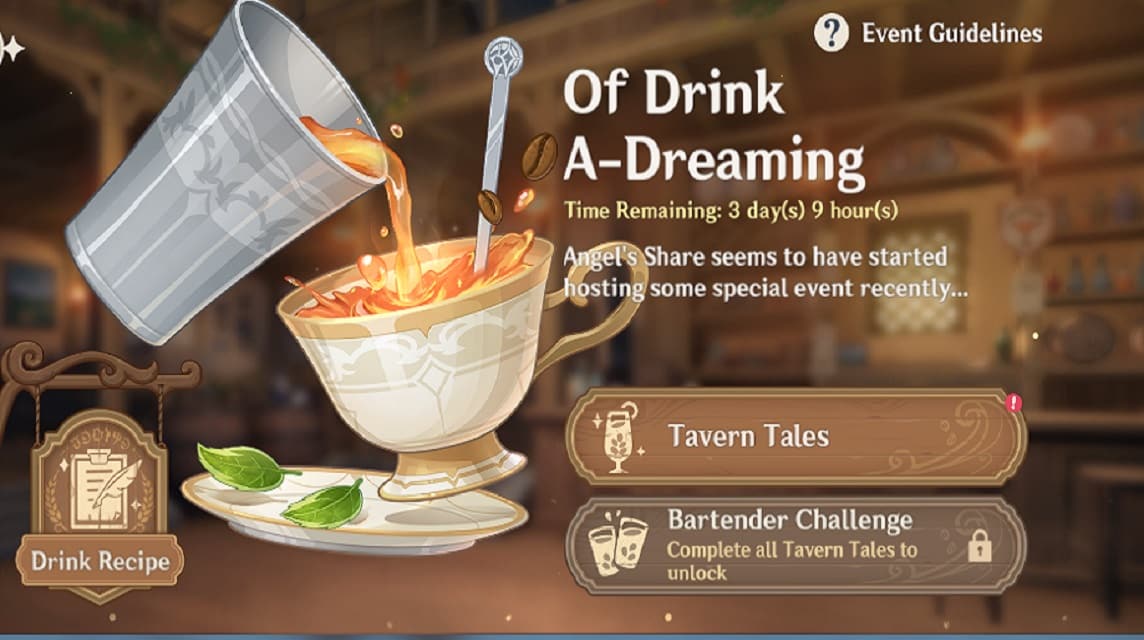 Event Guidelines
Of Drink
A-Dreaming
Time Remaining: 3 day(s) 9 hour(s)
Angel's Share seems to have started
hosting some special event recently...
Tavern Tales
Bartender Challenge
Complete all Tavern Tales to
unlock
Drink Recipe